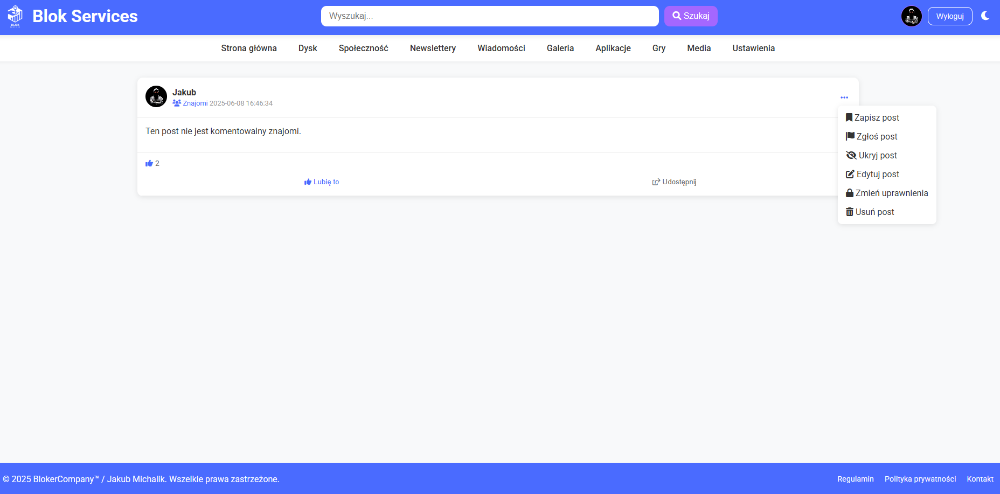 BLOK
SERVICES
Blok Services
Wyszukaj...
Szukaj
Wyloguj
Strona główna
Dysk
Społeczność
Newslettery
Wiadomości
Galeria
Aplikacje
Gry
Media
Ustawienia
Jakub
Znajomi 2025-06-08 16:46:34
Ten post nie jest komentowalny znajomi.
2
Lubię to
Udostępnij
Zapisz post
Zgłoś post
Ukryj post
Edytuj post
Zmień uprawnienia
Usuń post
© 2025 BlokerCompany™ / Jakub Michalik. Wszelkie prawa zastrzeżone.
Regulamin
Polityka prywatności
Kontakt